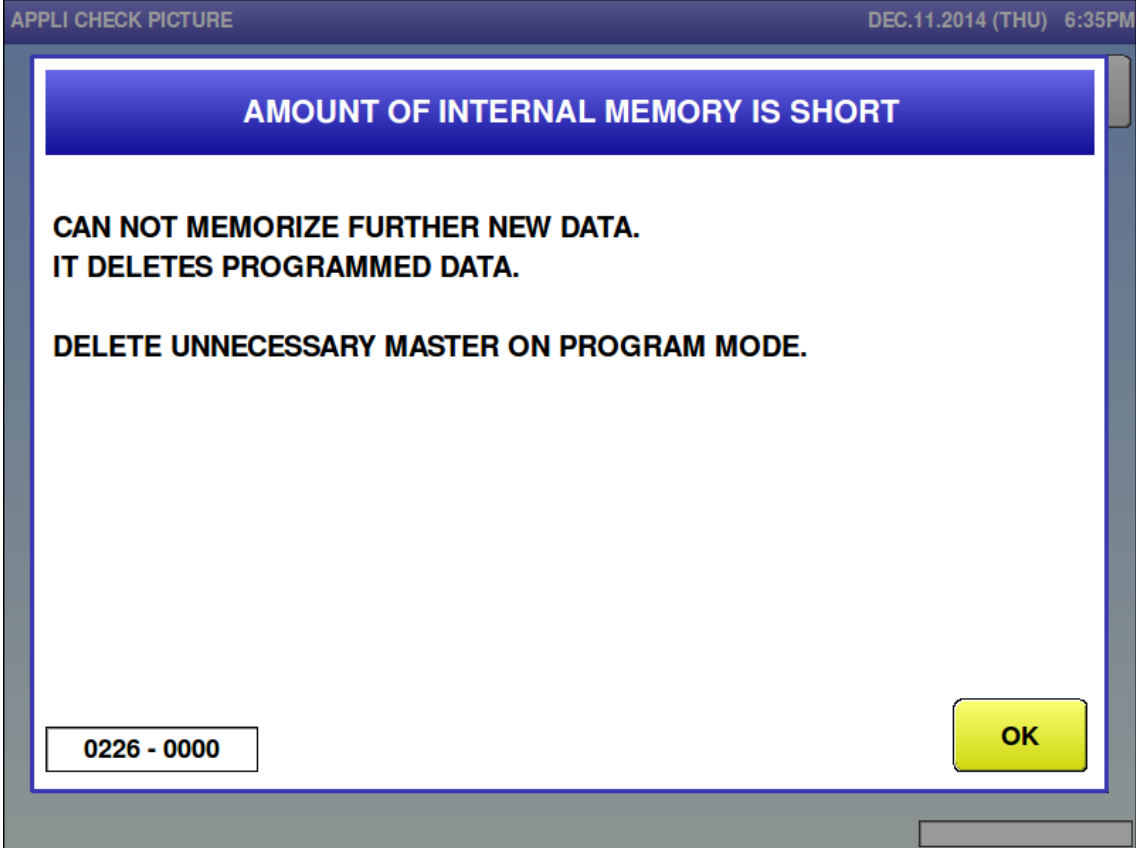 APPLI CHECK PICTURE DEC.11.2014 (THU) 6:35PM
AMOUNT OF INTERNAL MEMORY IS SHORT
CAN NOT MEMORIZE FURTHER NEW DATA.
IT DELETES PROGRAMMED DATA.
DELETE UNNECESSARY MASTER ON PROGRAM MODE.
0226 - 0000
OK